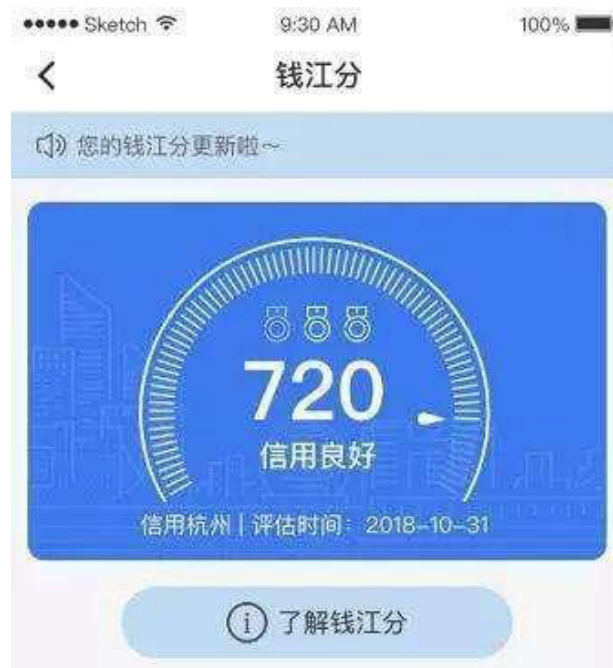 Sketch 9:30 AM 100%
钱江分
您的钱江分更新啦~
720
信用良好
信用杭州 | 评估时间：2018-10-31
了解钱江分